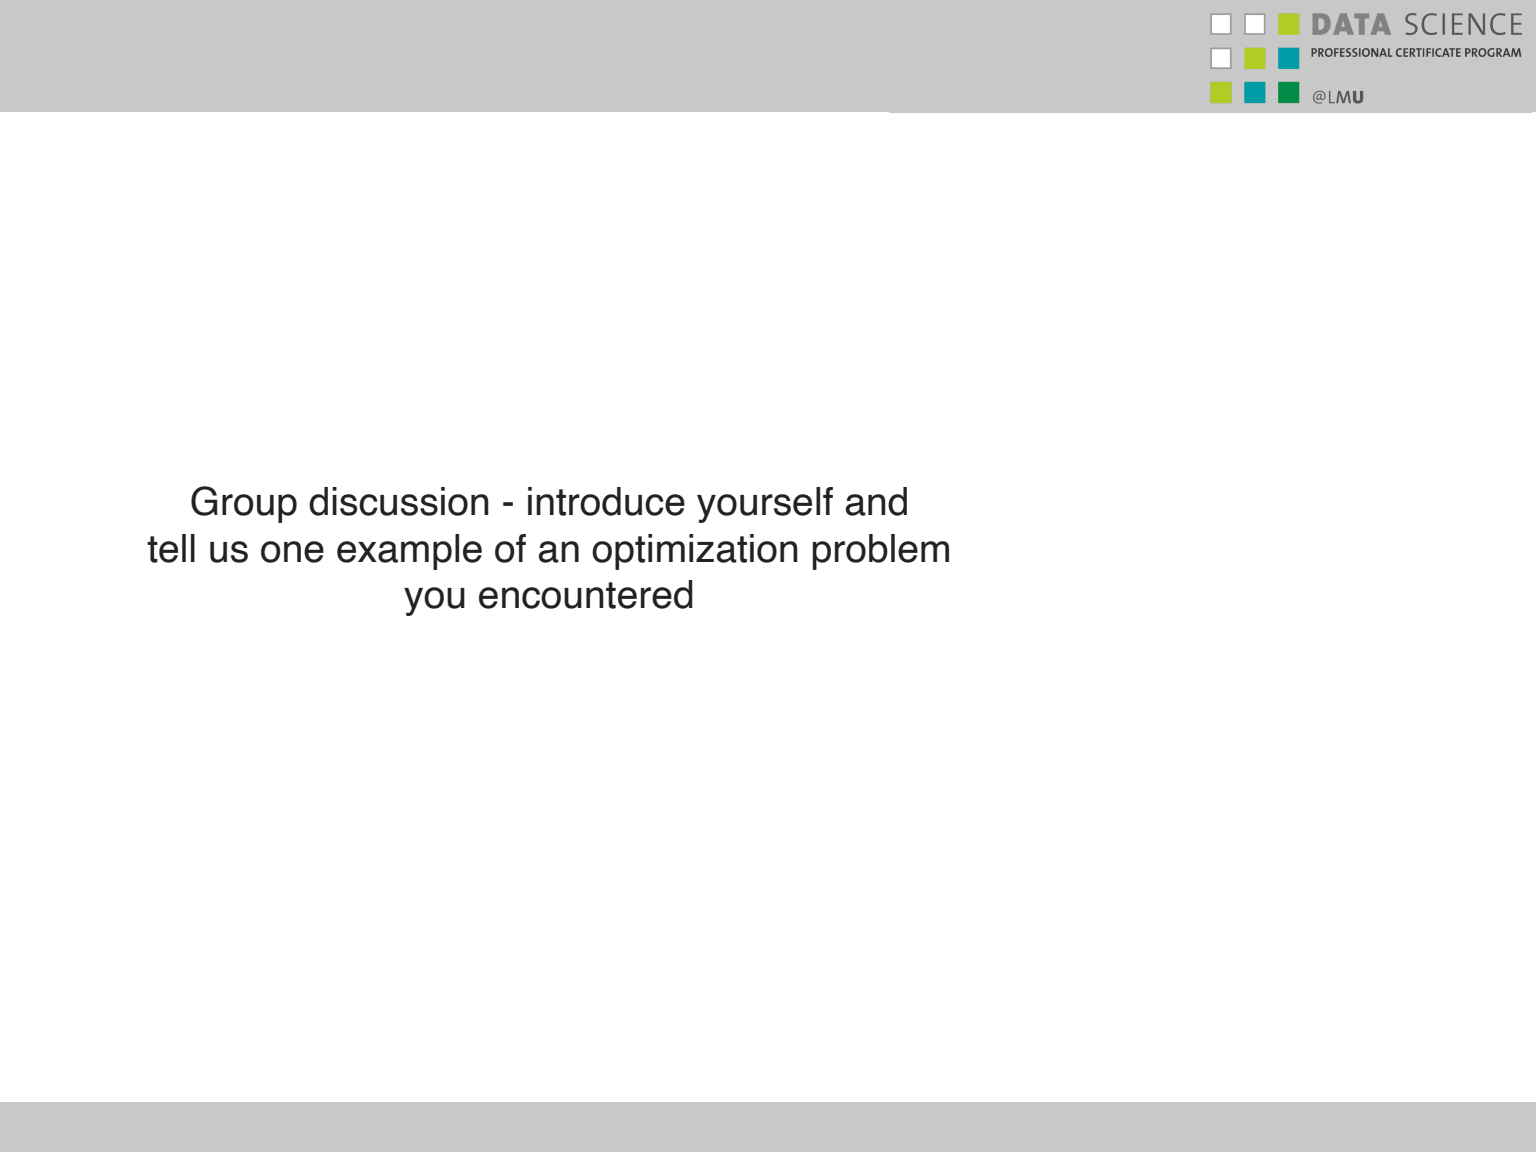 DATA SCIENCE
PROFESSIONAL CERTIFICATE PROGRAM
@LMU
Group discussion - introduce yourself and
tell us one example of an optimization problem
you encountered